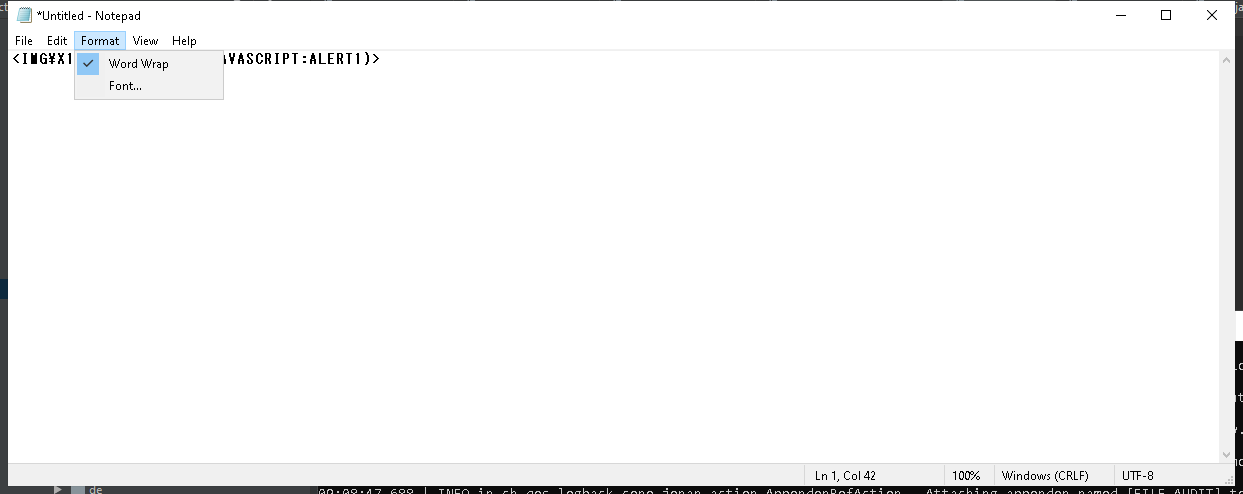 *Untitled - Notepad
File Edit Format View Help
<IMG¥X1 AVASCRIPT:ALERT1)>
Word Wrap
Font...
Ln 1, Col 42 100% Windows (CRLF) UTF-8
de
09:08:47,688 | INFO in ch.qos.logback.core.joran.action.AppenderRefAction - Attaching appender named [FILE_AUDIT] t